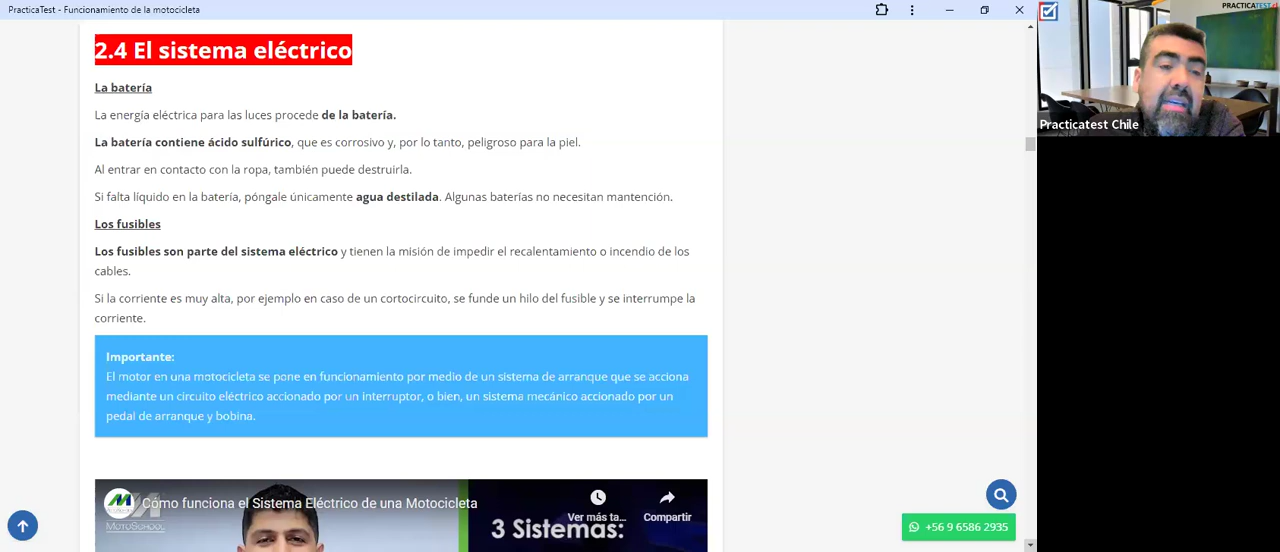 PracticaTest - Funcionamiento de la motocicleta
PRACTICATEST.cl
2.4 El sistema eléctrico
La batería
La energía eléctrica para las luces procede de la batería.
La batería contiene ácido sulfúrico, que es corrosivo y, por lo tanto, peligroso para la piel.
Al entrar en contacto con la ropa, también puede destruirla.
Si falta líquido en la batería, póngale únicamente agua destilada. Algunas baterías no necesitan mantención.
Los fusibles
Los fusibles son parte del sistema eléctrico y tienen la misión de impedir el recalentamiento o incendio de los
cables.
Si la corriente es muy alta, por ejemplo en caso de un cortocircuito, se funde un hilo del fusible y se interrumpe la
corriente.
Importante:
El motor en una motocicleta se pone en funcionamiento por medio de un sistema de arranque que se acciona
mediante un circuito eléctrico accionado por un interruptor, o bien, un sistema mecánico accionado por un
pedal de arranque y bobina.
Cómo funciona el Sistema Eléctrico de una Motocicleta
MOTOSCHOOL
Ver más ta...
Compartir
3 Sistemas:
+56 9 6586 2935
Practicatest Chile